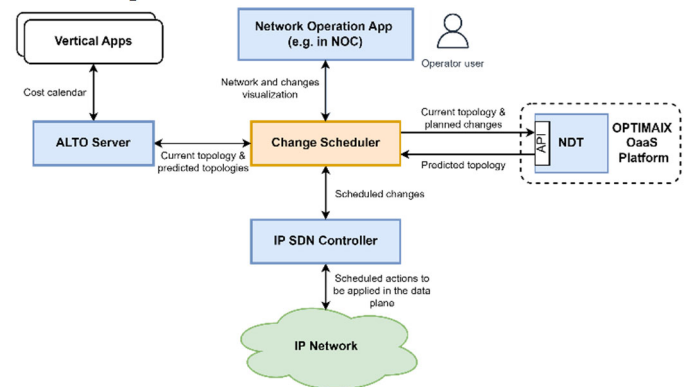 Vertical Apps
Network Operation App
(e.g. in NOC)
Operator user
Cost calendar
Network and changes
visualization
ALTO Server
Current topology &
predicted topologies
Change Scheduler
Current topology &
planned changes
Predicted topology
API
NDT
OPTIMAIX
OaaS
Platform
Scheduled changes
IP SDN Controller
Scheduled actions to
be applied in the data
plane
IP Network